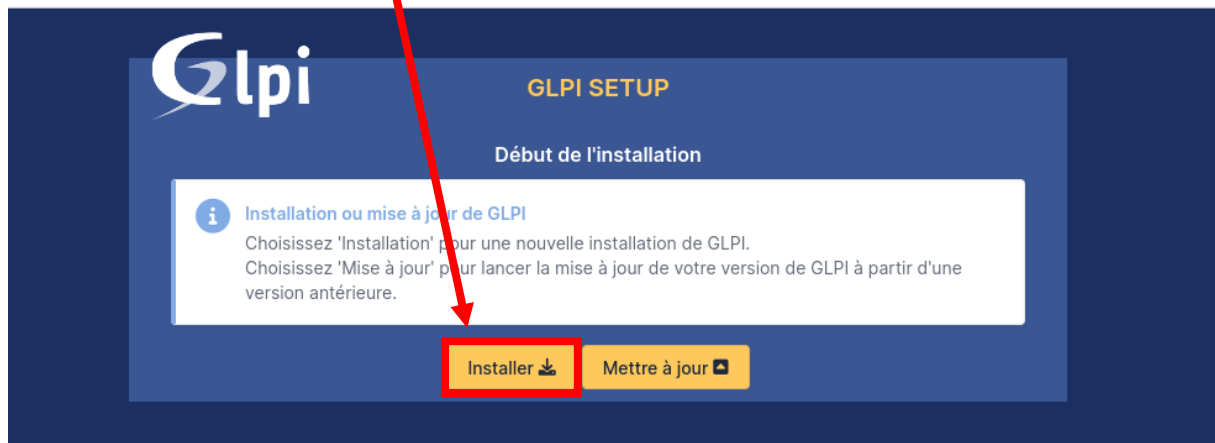 Glpi
GLPI SETUP
Début de l'installation
Installation ou mise à jour de GLPI
Choisissez 'Installation' pour une nouvelle installation de GLPI.
Choisissez 'Mise à jour' pour lancer la mise à jour de votre version de GLPI à partir d'une
version antérieure.
Installer
Mettre à jour